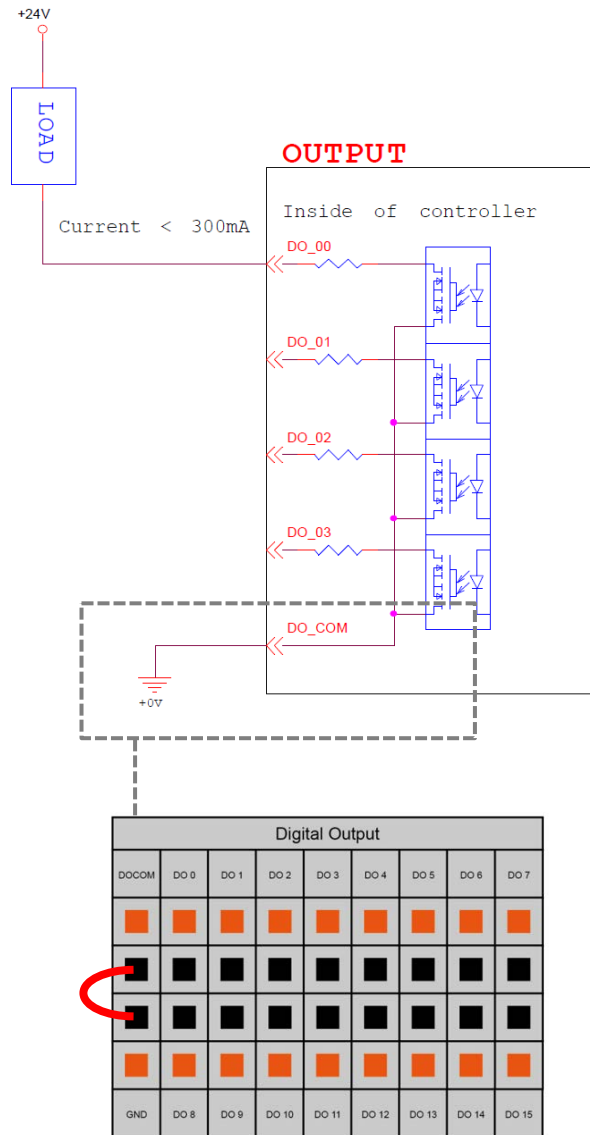 +24V
LOAD
OUTPUT
Current < 300mA
Inside of controller
DO_00
DO_01
DO_02
DO_03
DO_COM
+0V
Digital Output
DOCOM DO 0 DO 1 DO 2 DO 3 DO 4 DO 5 DO 6 DO 7
GND DO 8 DO 9 DO 10 DO 11 DO 12 DO 13 DO 14 DO 15